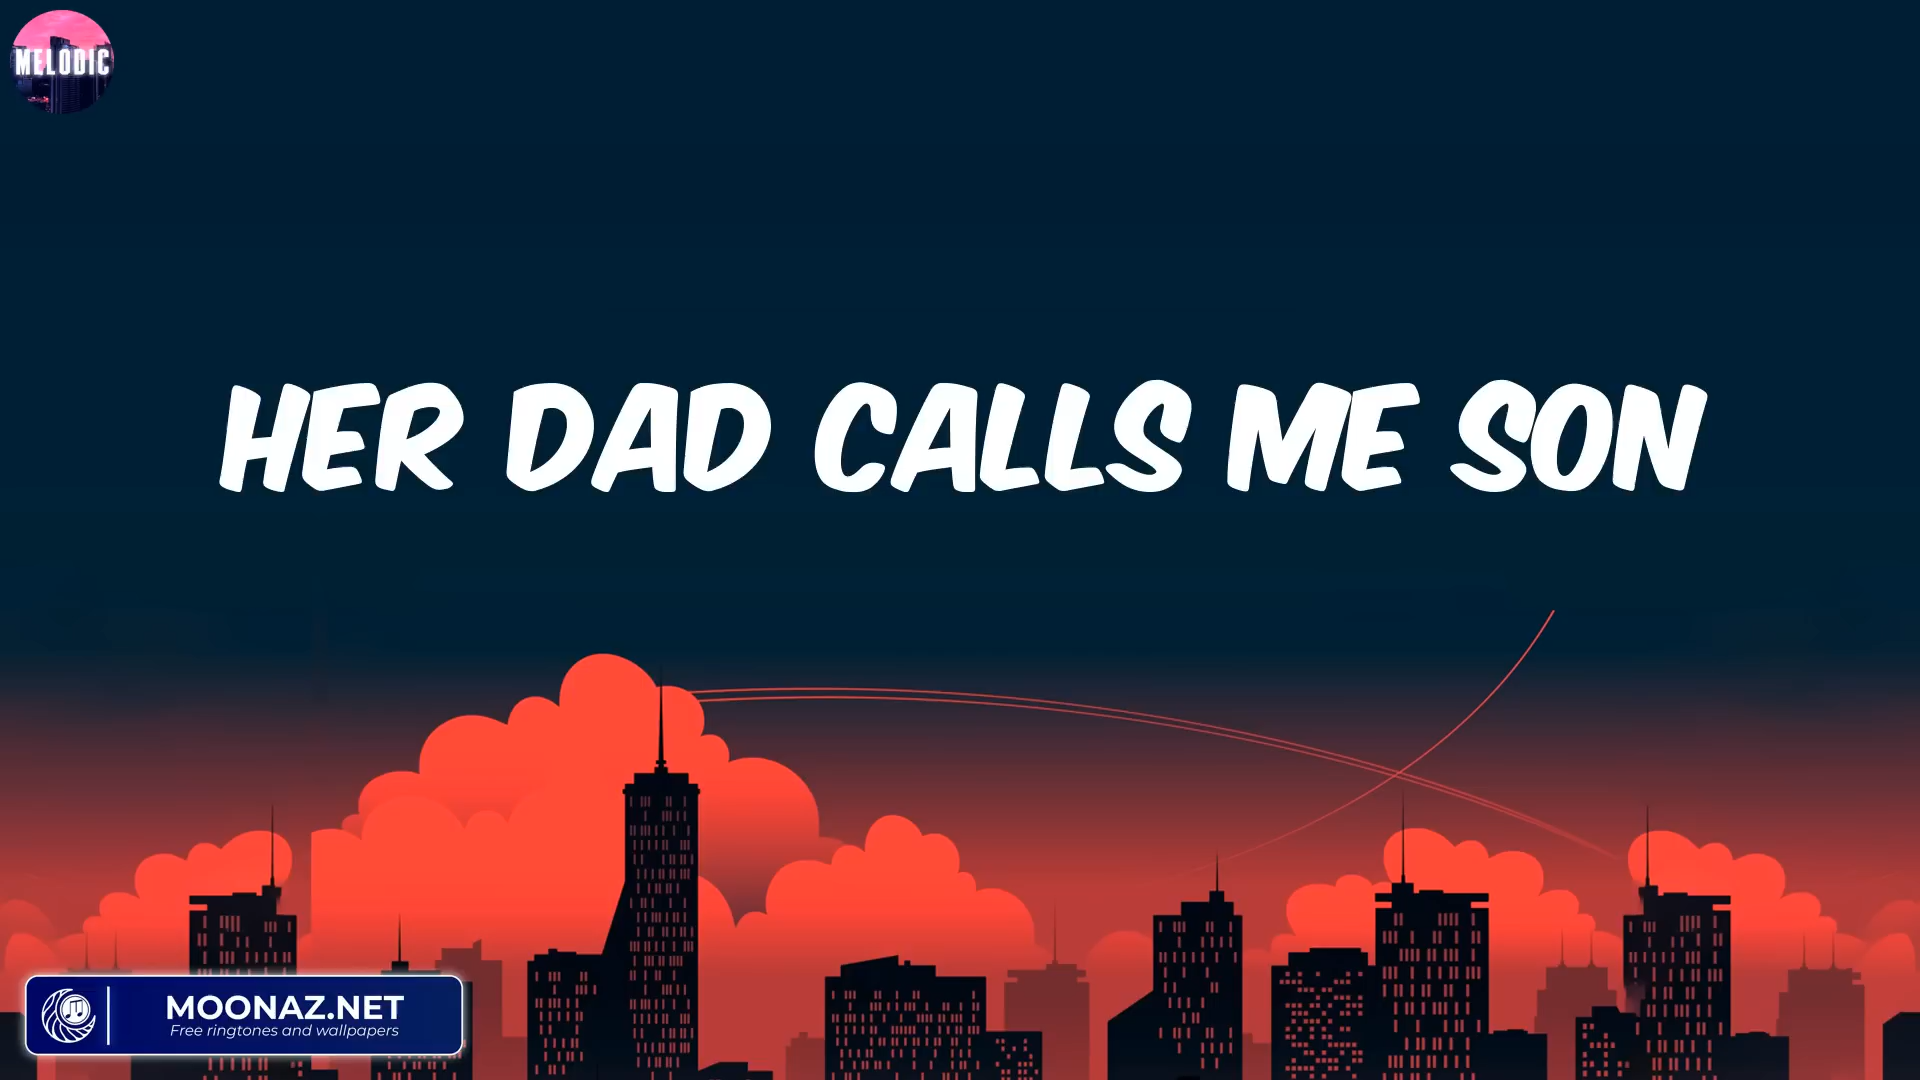 MELODIC
HER DAD CALLS ME SON
MOONAZ.NET
Free ringtones and wallpapers